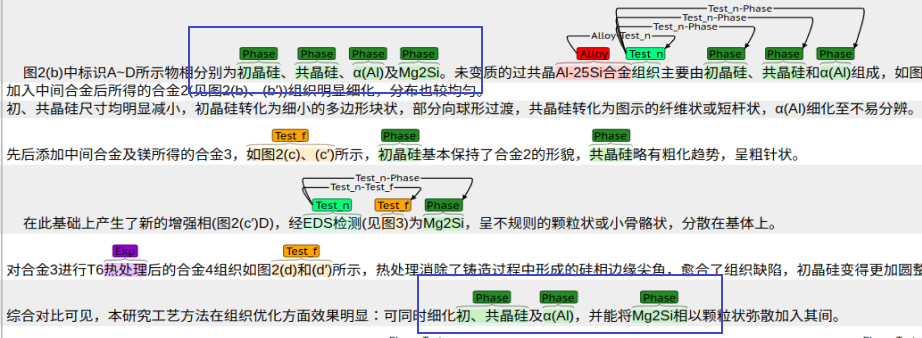 Test_n-Phase
Test_n-Phase
Test_n-Phase
Alloy-Test_n
Phase Phase Phase Phase Alloy Test_n Phase Phase Phase
图2(b)中标识A~D所示物相分别为初晶硅、共晶硅、α(Al)及Mg2Si。未变质的过共晶Al-25Si合金组织主要由初晶硅、共晶硅和α(Al)组成，如图
加入中间合金后所得的合金2(见图2(b)、(b′))组织明显细化，分布也较均匀。
初、共晶硅尺寸均明显减小，初晶硅转化为细小的多边形块状，部分向球形过渡，共晶硅转化为图示的纤维状或短杆状，α(Al)细化至不易分辨。
Test_f Phase Phase
先后添加中间合金及镁所得的合金3，如图2(c)、(c′)所示，初晶硅基本保持了合金2的形貌，共晶硅略有粗化趋势，呈粗针状。
Test_n-Phase
Test_n-Test_f
Test_n Test_f Phase
在此基础上产生了新的增强相(图2(c′)D)，经EDS检测(见图3)为Mg2Si，呈不规则的颗粒状或小骨骼状，分散在基体上。
Exp Test_f
对合金3进行T6热处理后的合金4组织如图2(d)和(d′)所示，热处理消除了铸造过程中形成的硅相边缘尖角，愈合了组织缺陷，初晶硅变得更加圆整
Phase Phase Phase
综合对比可见，本研究工艺方法在组织优化方面效果明显：可同时细化初、共晶硅及α(Al)，并能将Mg2Si相以颗粒状弥散加入其间。